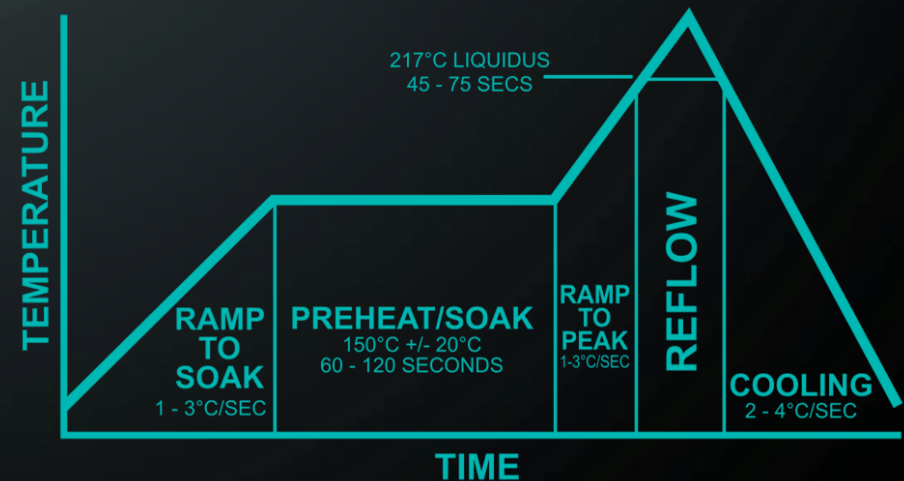 TEMPERATURE
217°C LIQUIDUS
45 - 75 SECS
RAMP
TO
SOAK
1 - 3°C/SEC
PREHEAT/SOAK
150°C +/- 20°C
60 - 120 SECONDS
RAMP
TO
PEAK
1-3°C/SEC
REFLOW
COOLING
2 - 4°C/SEC
TIME